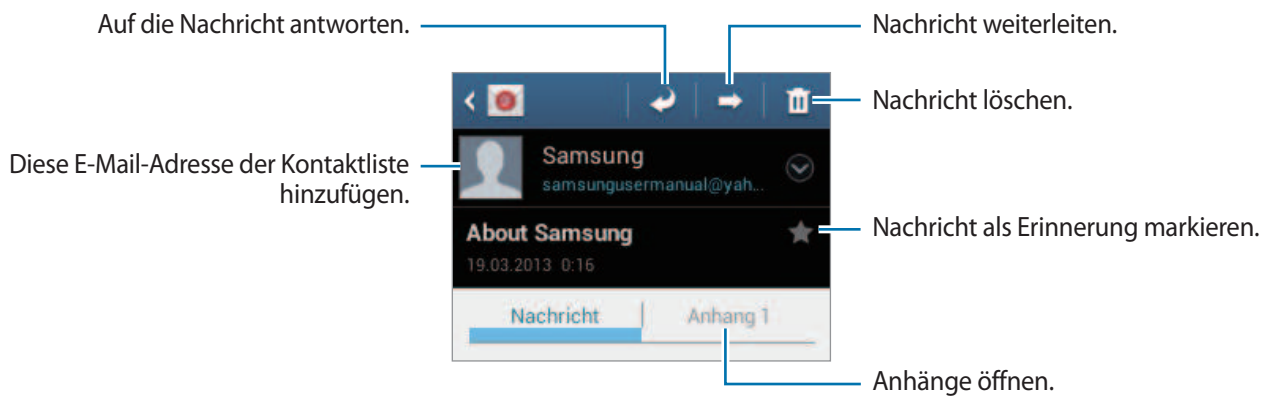 Auf die Nachricht antworten.
Nachricht weiterleiten.
Nachricht löschen.
Diese E-Mail-Adresse der Kontaktliste
hinzufügen.
Samsung
samsungusermanual@yah...
About Samsung
19.03.2013 0:16
Nachricht als Erinnerung markieren.
Nachricht
Anhang 1
Anhänge öffnen.